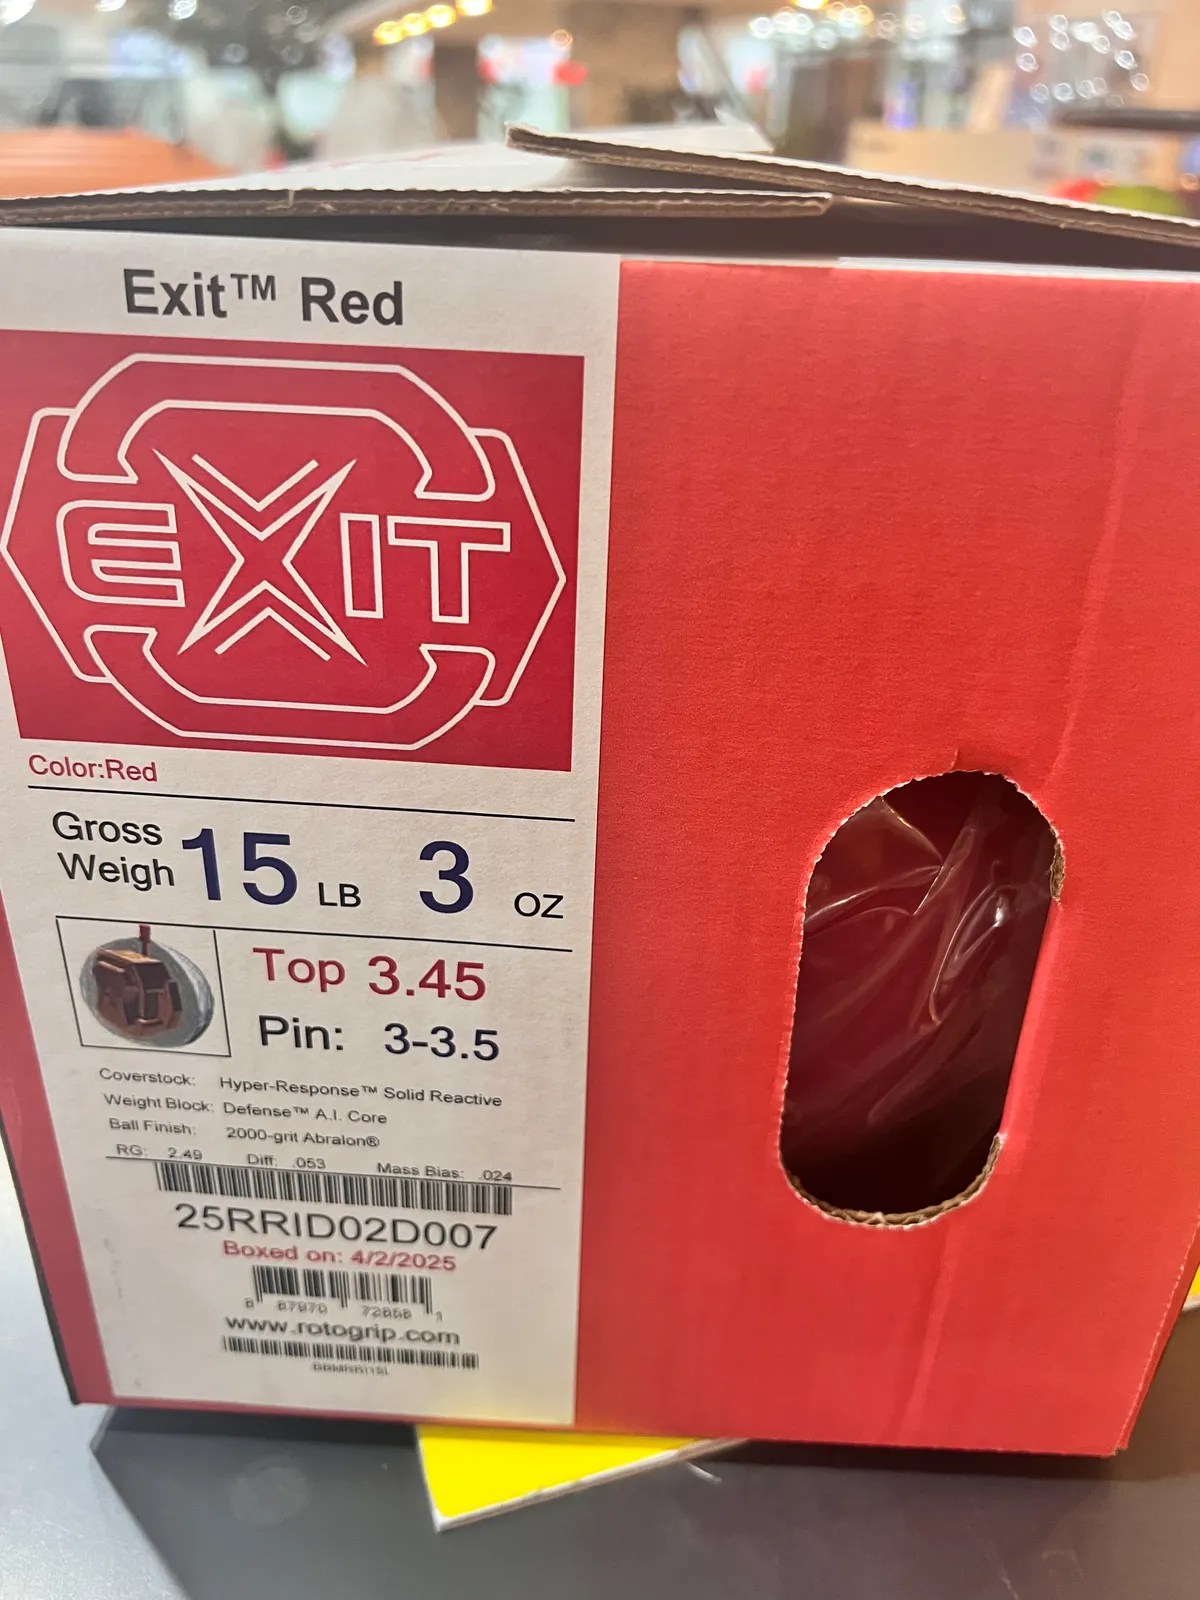 Exit™ Red
EXIT
Color:Red
Gross
Weigh 15 LB 3 OZ
Top 3.45
Pin: 3-3.5
Coverstock: Hyper-Response™ Solid Reactive
Weight Block: Defense™ A.I. Core
Ball Finish: 2000-grit Abralon®
RG: 2.49 Diff: .053 Mass Bias: .024
25RRID02D007
Boxed on: 4/2/2025
www.rotogrip.com